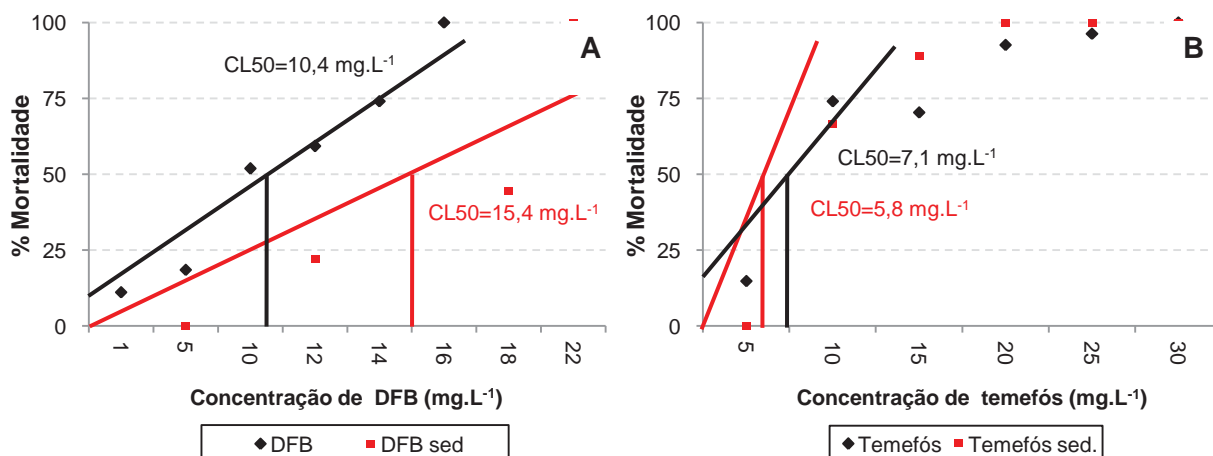 % Mortalidade
100
75
50
25
0
A
CL50=10,4 mg.L-1
CL50=15,4 mg.L-1
1
5
10
12
14
16
18
22
Concentração de DFB (mg.L-1)
DFB
DFB sed
% Mortalidade
100
75
50
25
0
B
CL50=7,1 mg.L-1
CL50=5,8 mg.L-1
5
10
15
20
25
30
Concentração de temefós (mg.L-1)
Temefós
Temefós sed.